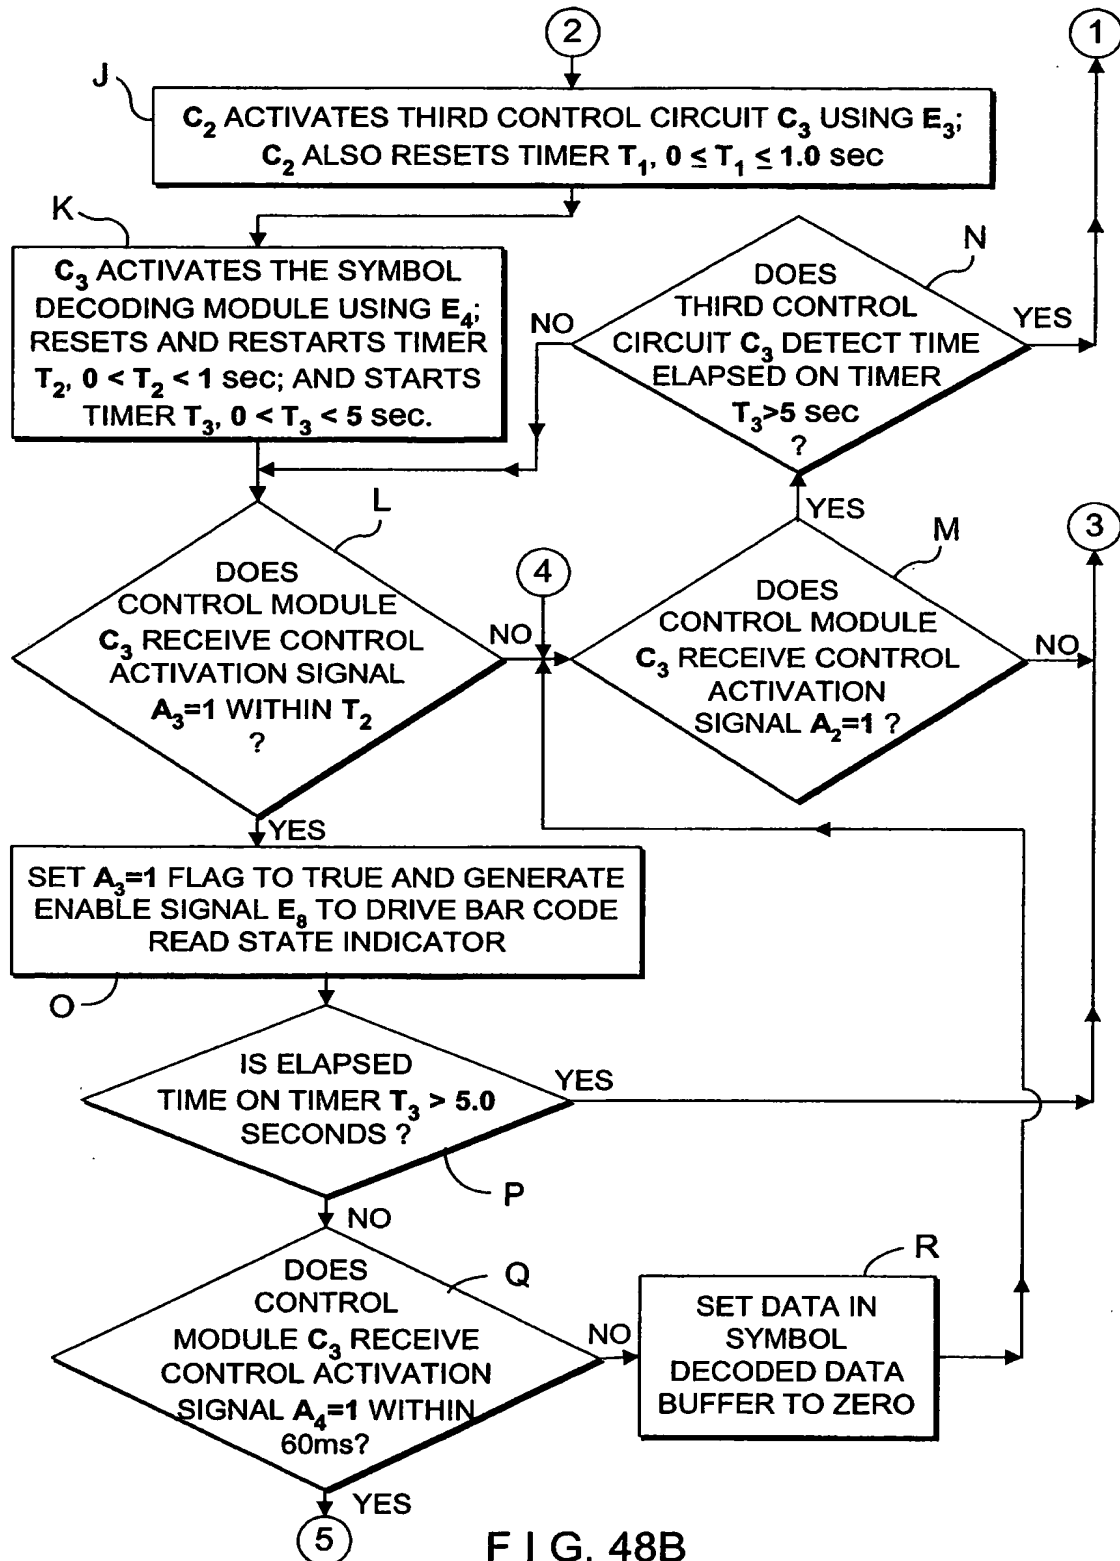 2
1
J
C₂ ACTIVATES THIRD CONTROL CIRCUIT C₃ USING E₃;
C₂ ALSO RESETS TIMER T₁, 0 ≤ T₁ ≤ 1.0 sec
K
C₃ ACTIVATES THE SYMBOL
DECODING MODULE USING E₄;
RESETS AND RESTARTS TIMER
T₂, 0 < T₂ < 1 sec; AND STARTS
TIMER T₃, 0 < T₃ < 5 sec.
N
DOES
THIRD CONTROL
CIRCUIT C₃ DETECT TIME
ELAPSED ON TIMER
T₃>5 sec
?
NO
YES
L
DOES
CONTROL MODULE
C₃ RECEIVE CONTROL
ACTIVATION SIGNAL
A₃=1 WITHIN T₂
?
NO
YES
4
M
DOES
CONTROL MODULE
C₃ RECEIVE CONTROL
ACTIVATION
SIGNAL A₂=1 ?
YES
NO
3
SET A₃=1 FLAG TO TRUE AND GENERATE
ENABLE SIGNAL E₈ TO DRIVE BAR CODE
READ STATE INDICATOR
O
IS ELAPSED
TIME ON TIMER T₃ > 5.0
SECONDS ?
YES
P
NO
DOES
CONTROL
MODULE C₃ RECEIVE
CONTROL ACTIVATION
SIGNAL A₄=1 WITHIN
60ms?
Q
NO
R
SET DATA IN
SYMBOL
DECODED DATA
BUFFER TO ZERO
YES
5
F I G. 48B